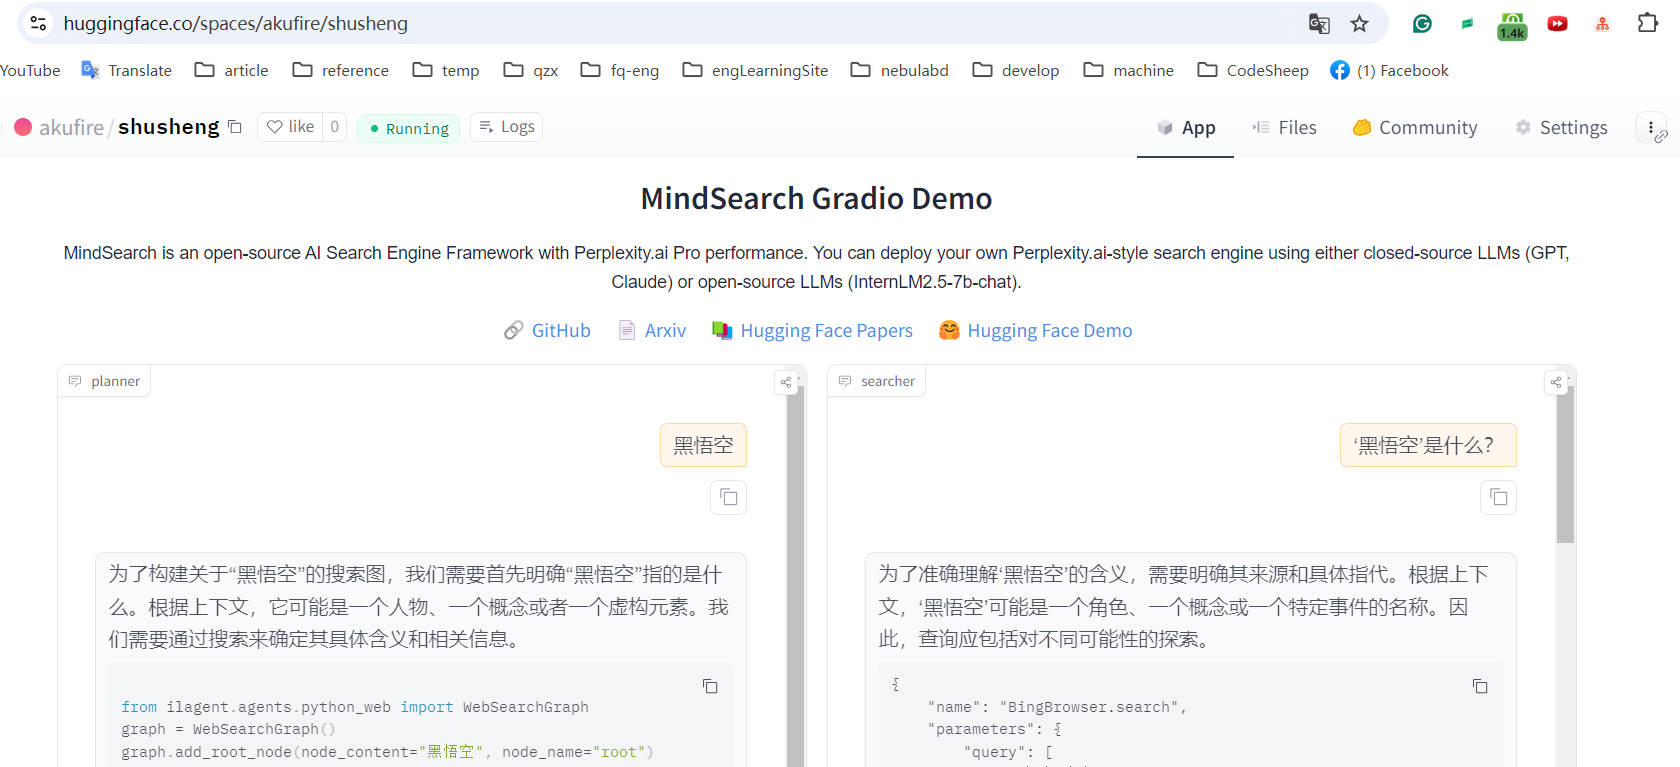 huggingface.co/spaces/akufire/shusheng
1.4k
YouTube Translate article reference temp qzx fq-eng engLearningSite nebulabd develop machine CodeSheep (1) Facebook
akufire/shusheng like 0 Running Logs App Files Community Settings
MindSearch Gradio Demo
MindSearch is an open-source AI Search Engine Framework with Perplexity.ai Pro performance. You can deploy your own Perplexity.ai-style search engine using either closed-source LLMs (GPT,
Claude) or open-source LLMs (InternLM2.5-7b-chat).
GitHub Arxiv Hugging Face Papers Hugging Face Demo
planner
黑悟空
为了构建关于“黑悟空”的搜索图，我们需要首先明确“黑悟空”指的是什
么。根据上下文，它可能是一个人物、一个概念或者一个虚构元素。我
们需要通过搜索来确定其具体含义和相关信息。
from ilagent.agents.python_web import WebSearchGraph
graph = WebSearchGraph()
graph.add_root_node(node_content="黑悟空", node_name="root")
searcher
‘黑悟空’是什么？
为了准确理解‘黑悟空’的含义，需要明确其来源和具体指代。根据上下
文，‘黑悟空’可能是一个角色、一个概念或一个特定事件的名称。因
此，查询应包括对不同可能性的探索。
{
"name": "BingBrowser.search",
"parameters": {
"query": [